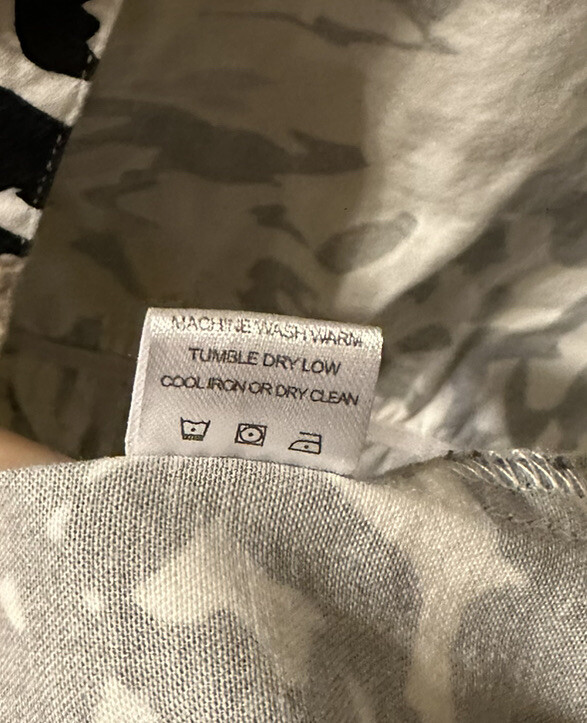 MACHINE WASH WARM
TUMBLE DRY LOW
COOL IRON OR DRY CLEAN